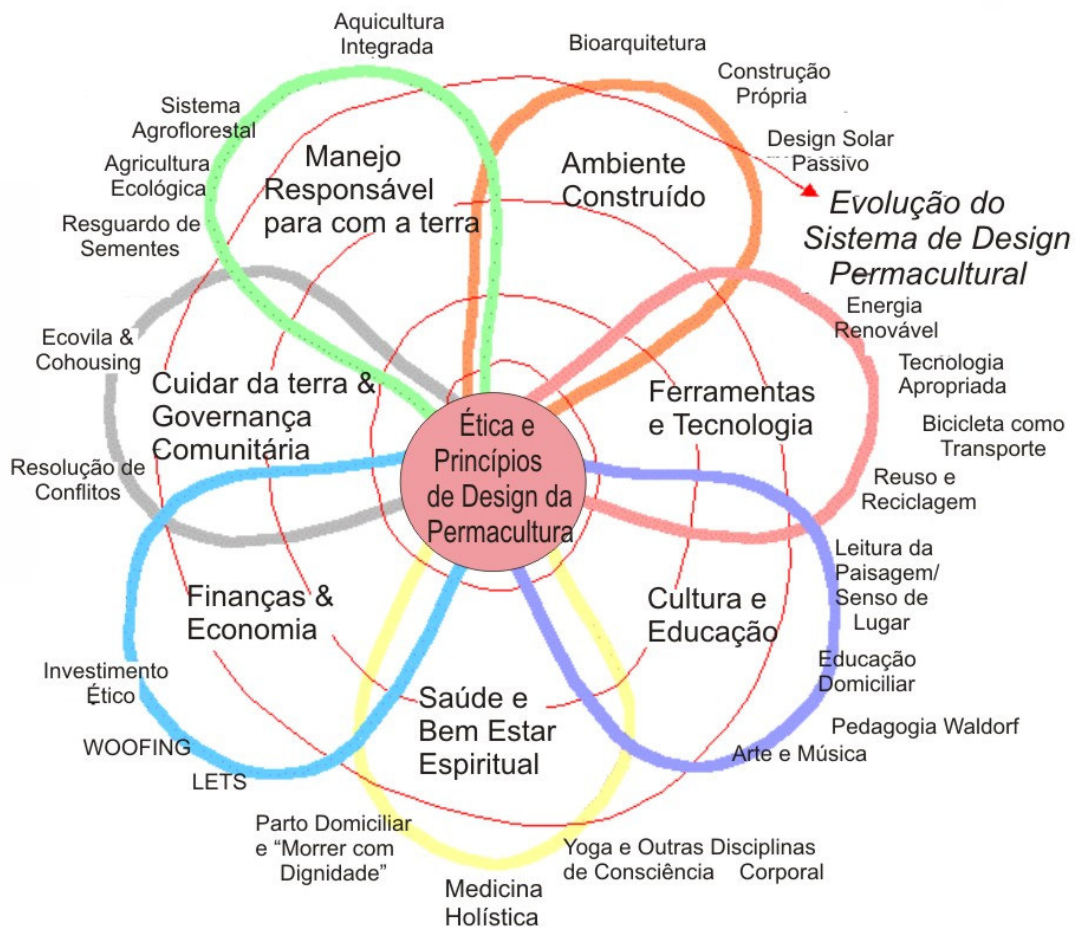 Aquicultura
Integrada
Bioarquitetura
Construção
Própria
Sistema
Agroflorestal
Design Solar
Passivo
Manejo
Responsável
para com a terra
Ambiente
Construído
Agricultura
Ecológica
Resguardo de
Sementes
Evolução do
Sistema de Design
Permacultural
Energia
Renovável
Ecovila &
Cohousing
Tecnologia
Apropriada
Cuidar da terra &
Governança
Comunitária
Ferramentas
e Tecnologia
Ética e
Princípios
de Design da
Permacultura
Bicicleta como
Transporte
Resolução de
Conflitos
Reuso e
Reciclagem
Leitura da
Paisagem/
Senso de
Lugar
Finanças &
Economia
Cultura e
Educação
Investimento
Ético
Educação
Domiciliar
Saúde e
Bem Estar
Espiritual
Pedagogia Waldorf
WOOFING
Arte e Música
LETS
Parto Domiciliar
e “Morrer com
Dignidade”
Yoga e Outras Disciplinas
de Consciência Corporal
Medicina
Holística